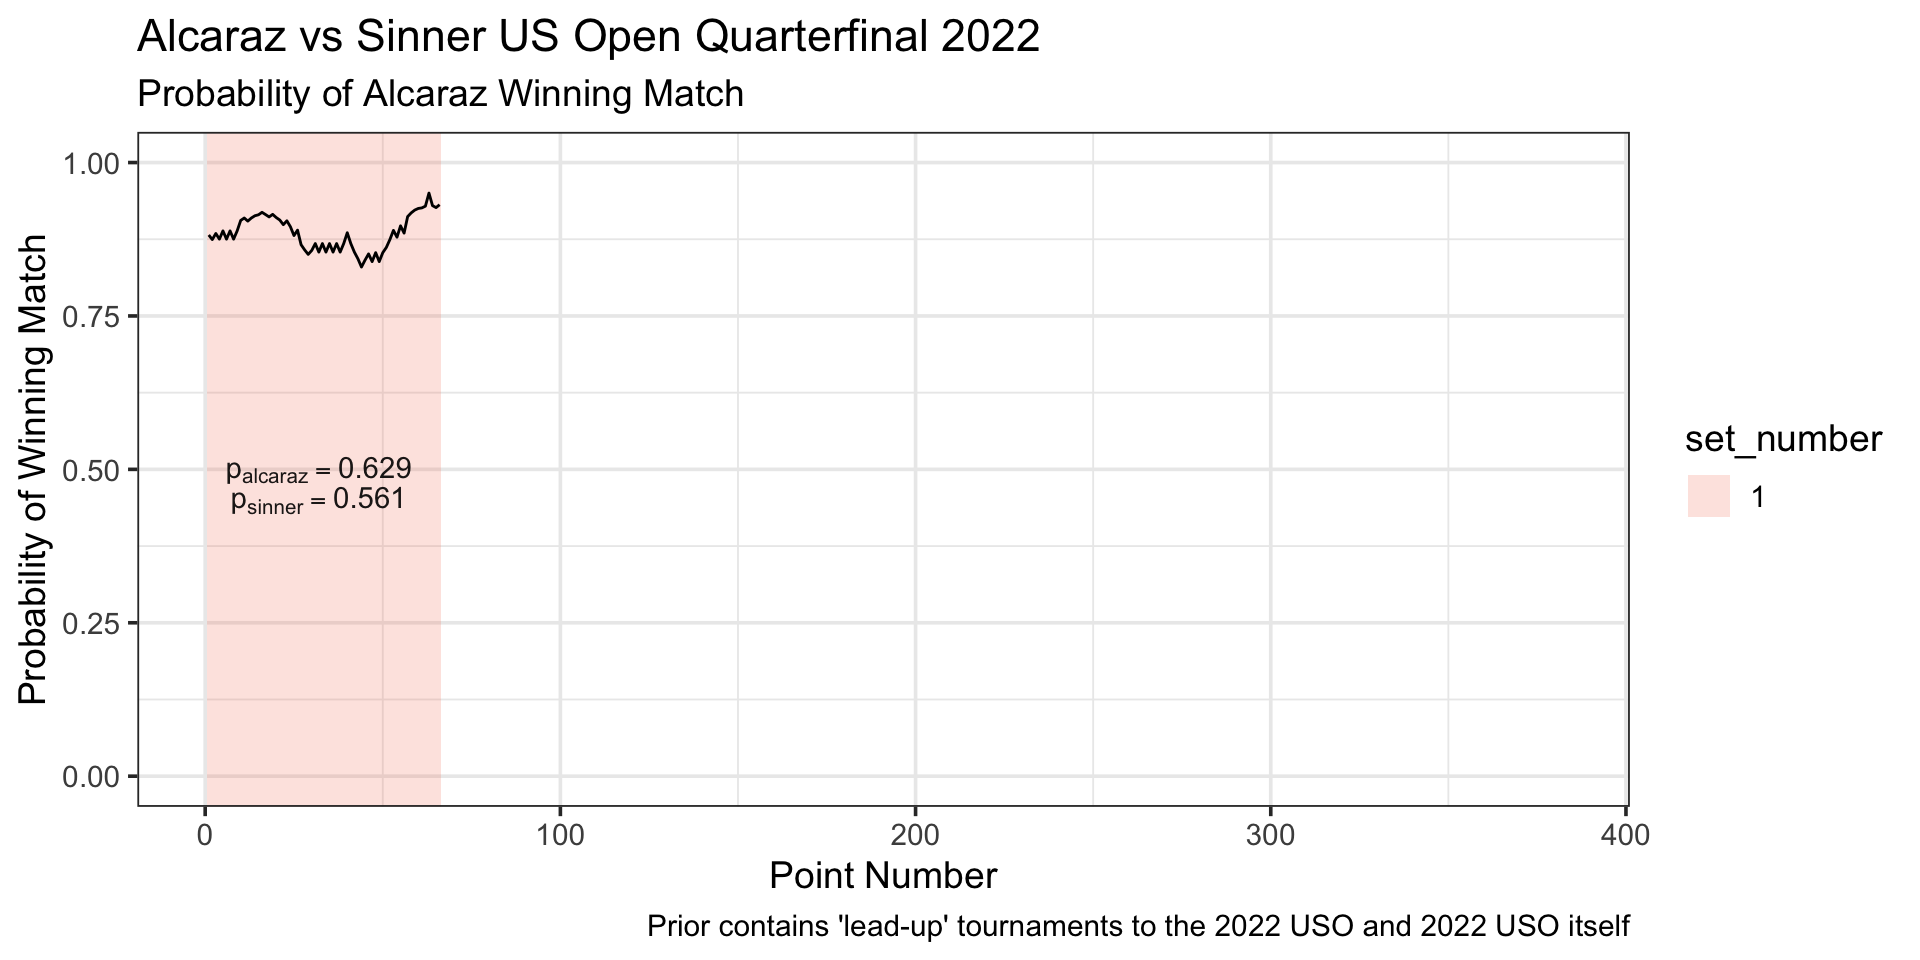 Alcaraz vs Sinner US Open Quarterfinal 2022
Probability of Alcaraz Winning Match
Probability of Winning Match
1.00
0.75
0.50
0.25
0.00
palcaraz = 0.629
psinner = 0.561
0 100 200 300 400
Point Number
set_number
1
Prior contains 'lead-up' tournaments to the 2022 USO and 2022 USO itself